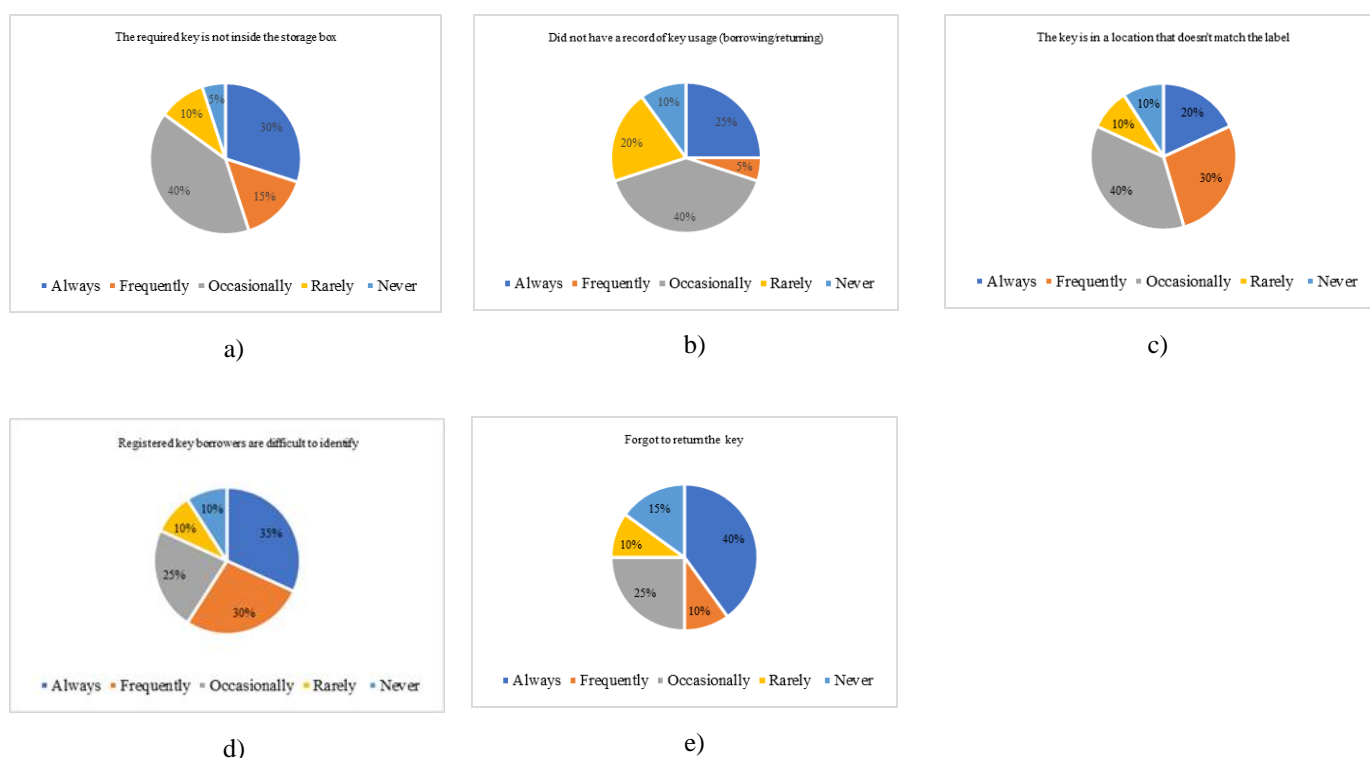 The required key is not inside the storage box
5%
10%
30%
40%
15%
Always Frequently Occasionally Rarely Never
a)
Did not have a record of key usage (borrowing/returning)
10%
25%
20%
5%
40%
Always Frequently Occasionally Rarely Never
b)
The key is in a location that doesn't match the label
10%
20%
10%
40%
30%
Always Frequently Occasionally Rarely Never
c)
Registered key borrowers are difficult to identify
10%
35%
10%
25%
30%
Always Frequently Occasionally Rarely Never
d)
Forgot to return the key
15%
40%
10%
25%
10%
Always Frequently Occasionally Rarely Never
e)